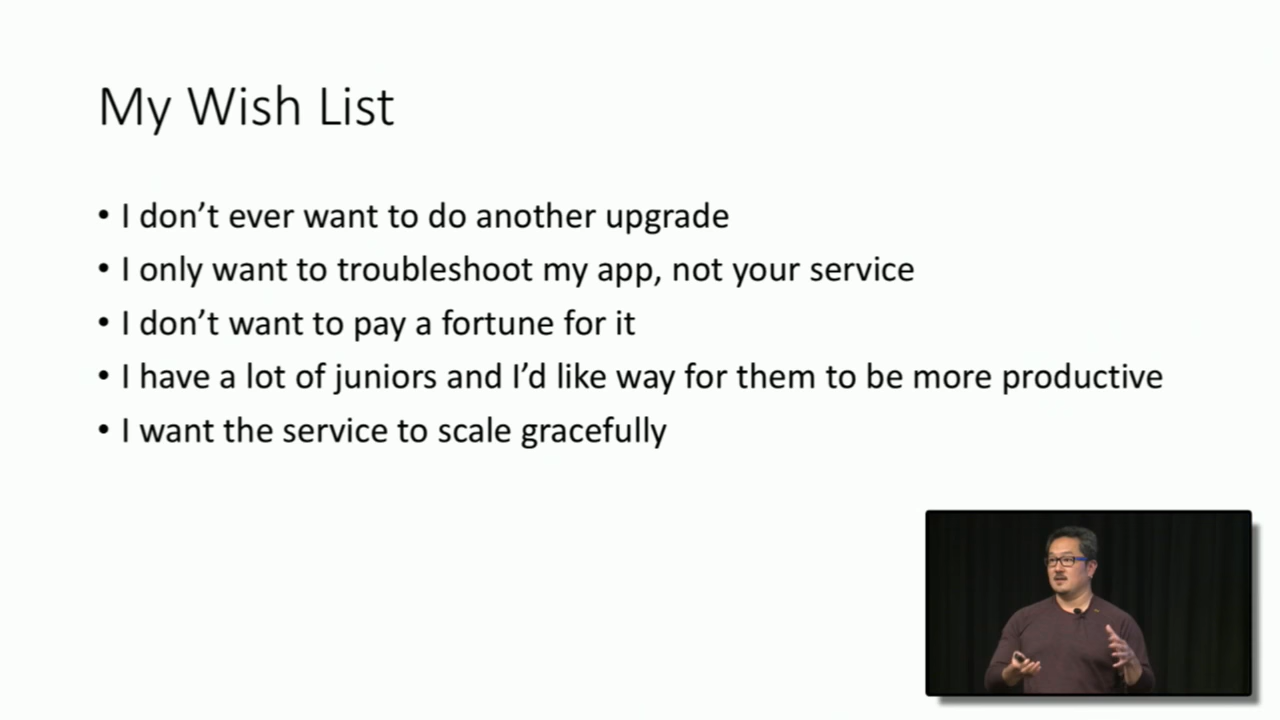 My Wish List
• I don’t ever want to do another upgrade
• I only want to troubleshoot my app, not your service
• I don’t want to pay a fortune for it
• I have a lot of juniors and I’d like way for them to be more productive
• I want the service to scale gracefully